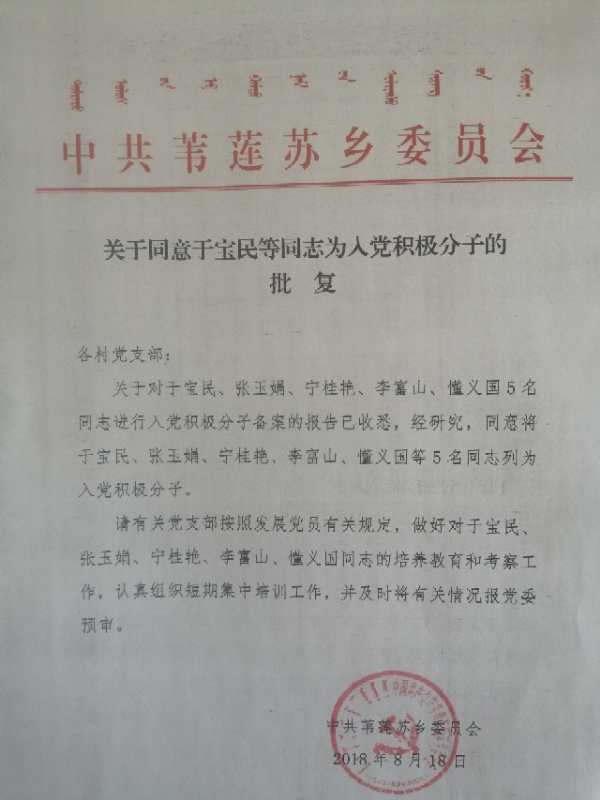 中共苇莲苏乡委员会
关于同意于宝民等同志为入党积极分子的
批 复
各村党支部：
关于对于宝民、张玉娟、宁桂艳、李富山、懂义国5名
同志进行入党积极分子备案的报告已收悉，经研究，同意将
于宝民、张玉娟、宁桂艳、李富山、懂义国等5名同志列为
入党积极分子。
请有关党支部按照发展党员有关规定，做好对于宝民、
张玉娟、宁桂艳、李富山、懂义国同志的培养教育和考察工
作，认真组织短期集中培训工作，并及时将有关情况报党委
预审。
中共苇莲苏乡委员会
2018年8月18日